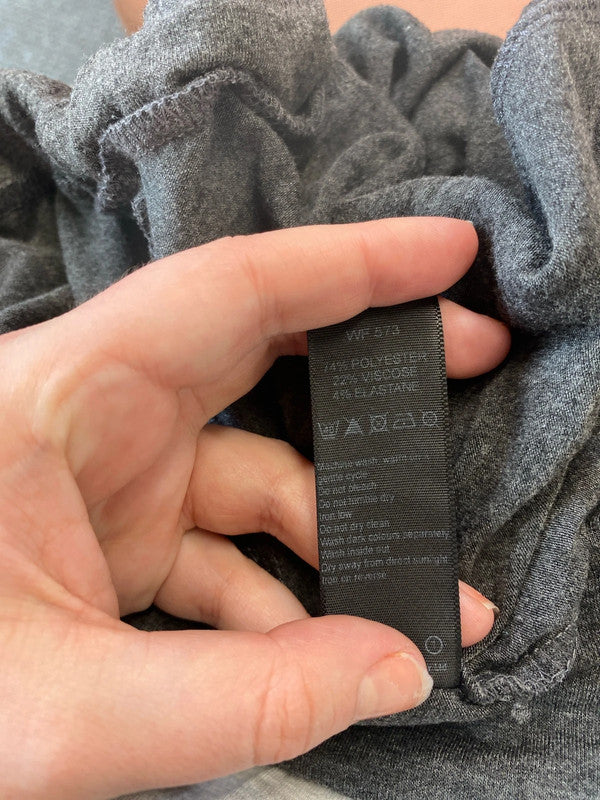 WF 573
74% POLYESTER
22% VISCOSE
4% ELASTANE
Machine wash, warm
gentle cycle
Do not bleach
Do not tumble dry
Iron low
Do not dry clean
Wash dark colours separately
Wash inside out
Dry away from direct sunlight
Iron on reverse